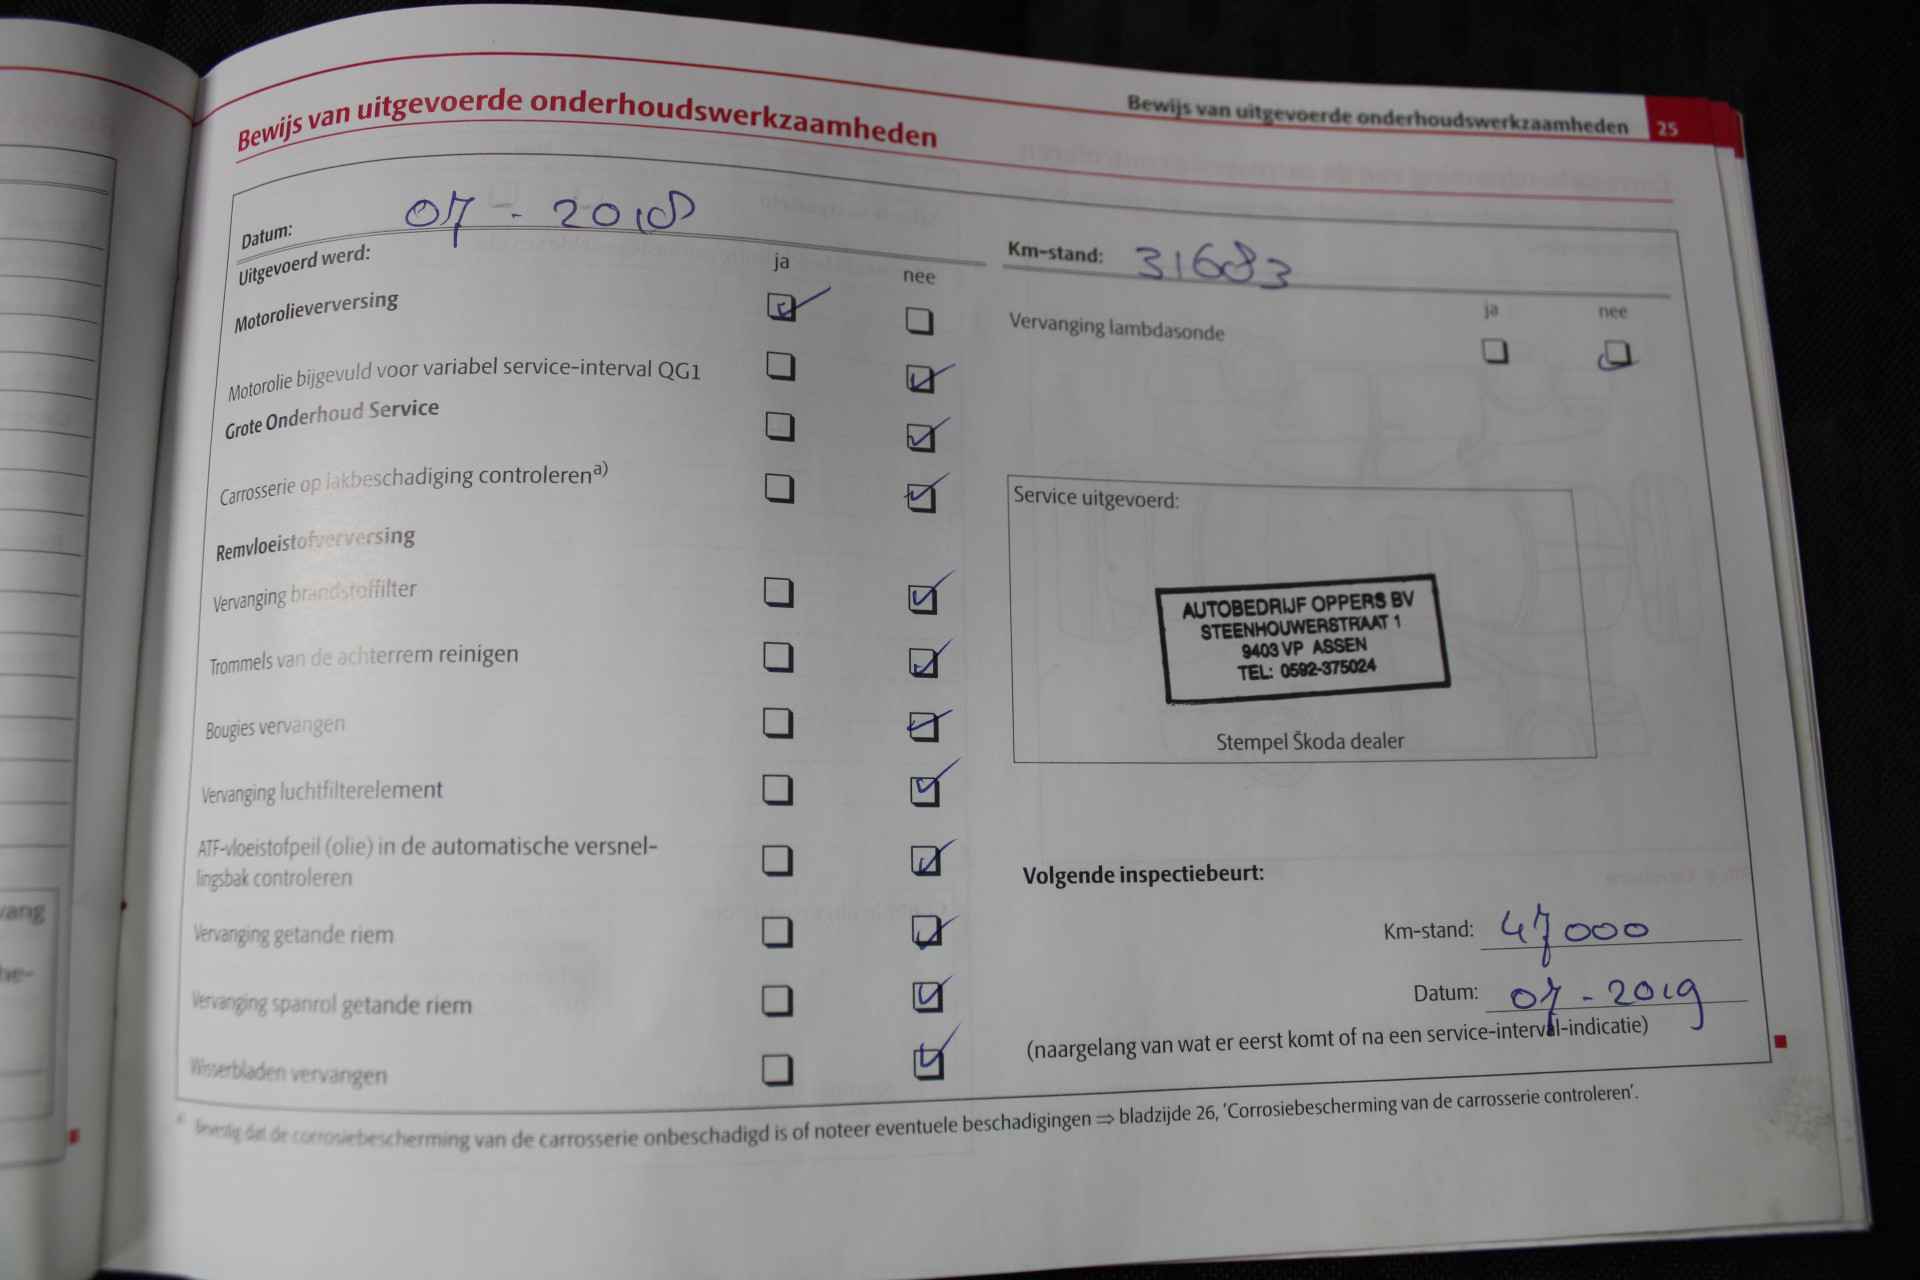 Bewijs van uitgevoerde onderhoudswerkzaamheden 25
Bewijs van uitgevoerde onderhoudswerkzaamheden
Datum: 07 - 2018
Uitgevoerd werd:
ja nee
Motorolieverversing
Motorolie bijgevuld voor variabel service-interval QG1
Grote Onderhoud Service
Carrosserie op lakbeschadiging controleren a)
Remvloeistofverversing
Vervanging brandstoffilter
Trommels van de achterrem reinigen
Bougies vervangen
Vervanging luchtfilterelement
ATF-vloeistofpeil (olie) in de automatische versnel-
lingsbak controleren
Vervanging getande riem
Vervanging spanrol getande riem
Wisserbladen vervangen
Km-stand: 31683
ja nee
Vervanging lambdasonde
Service uitgevoerd:
AUTOBEDRIJF OPPERS BV
STEENHOUWERSTRAAT 1
9403 VP ASSEN
TEL: 0592-375024
Stempel Škoda dealer
Volgende inspectiebeurt:
Km-stand: 47000
Datum: 07 - 2019
(naargelang van wat er eerst komt of na een service-interval-indicatie)
a) Bevestig dat de corrosiebescherming van de carrosserie onbeschadigd is of noteer eventuele beschadigingen ⇒ bladzijde 26, 'Corrosiebescherming van de carrosserie controleren'.